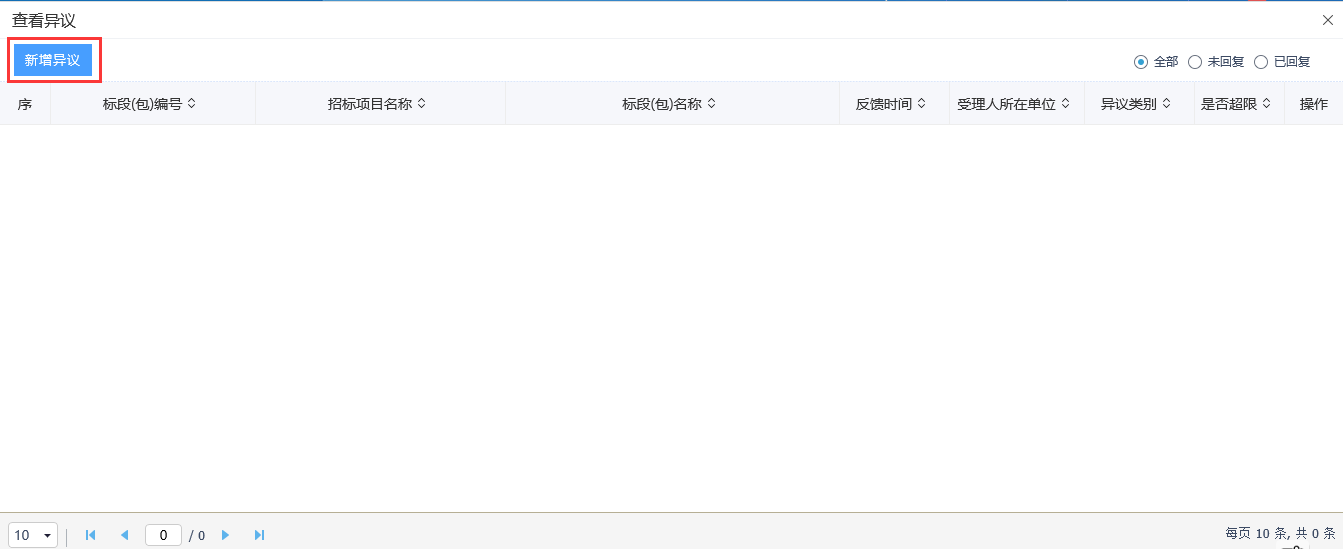 查看异议
新增异议
全部 未回复 已回复
序 标段(包)编号 招标项目名称 标段(包)名称 反馈时间 受理人所在单位 异议类别 是否超限 操作
10 0 / 0 每页 10 条, 共 0 条